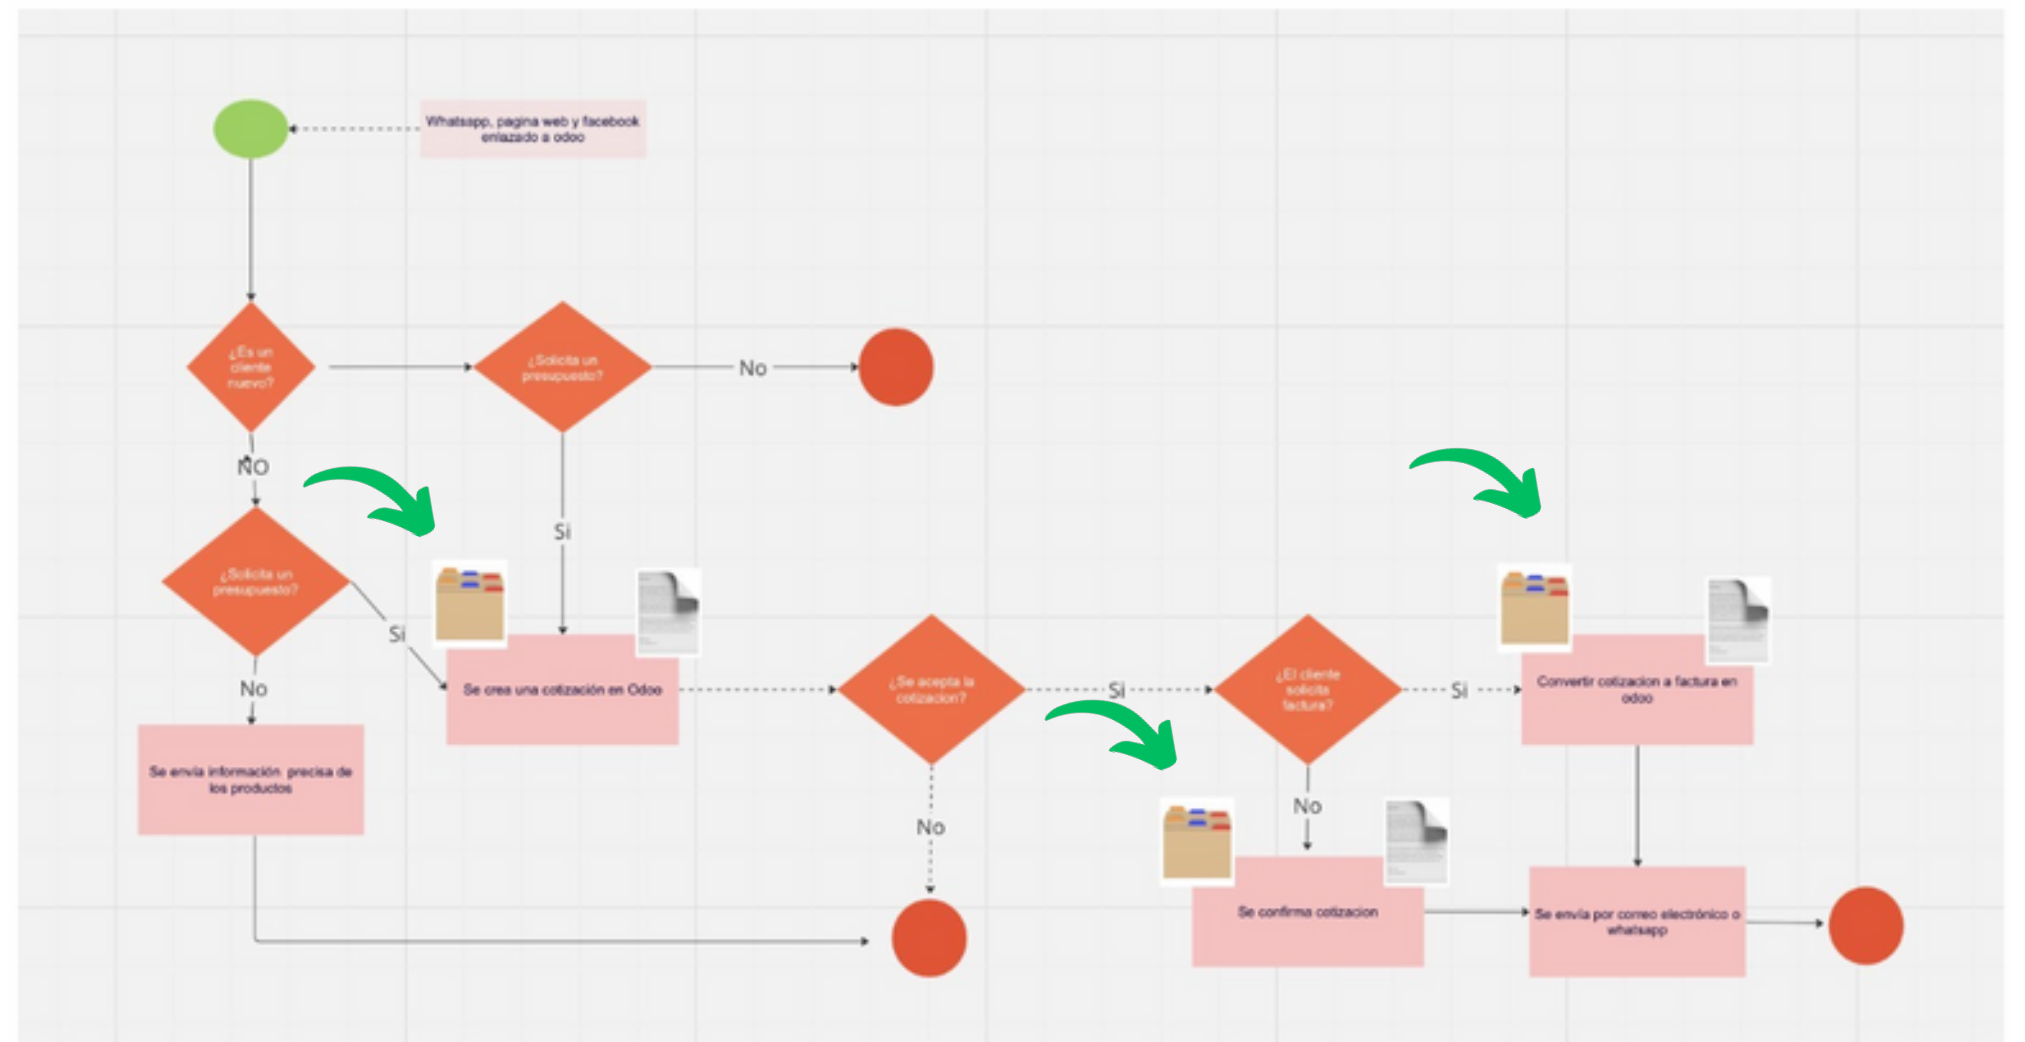 Whatsapp, pagina web y facebook
enlazado a odoo
¿Es un
cliente
nuevo?
¿Solicita un
presupuesto?
No
NO
Si
¿Solicita un
presupuesto?
Si
No
Se crea una cotización en Odoo
¿Se acepta la
cotizacion?
Si
¿El cliente
solicita
factura?
Si
Convertir cotizacion a factura en
odoo
Se envia información precisa de
los productos
No
No
Se confirma cotizacion
Se envia por correo electrónico o
whatsapp